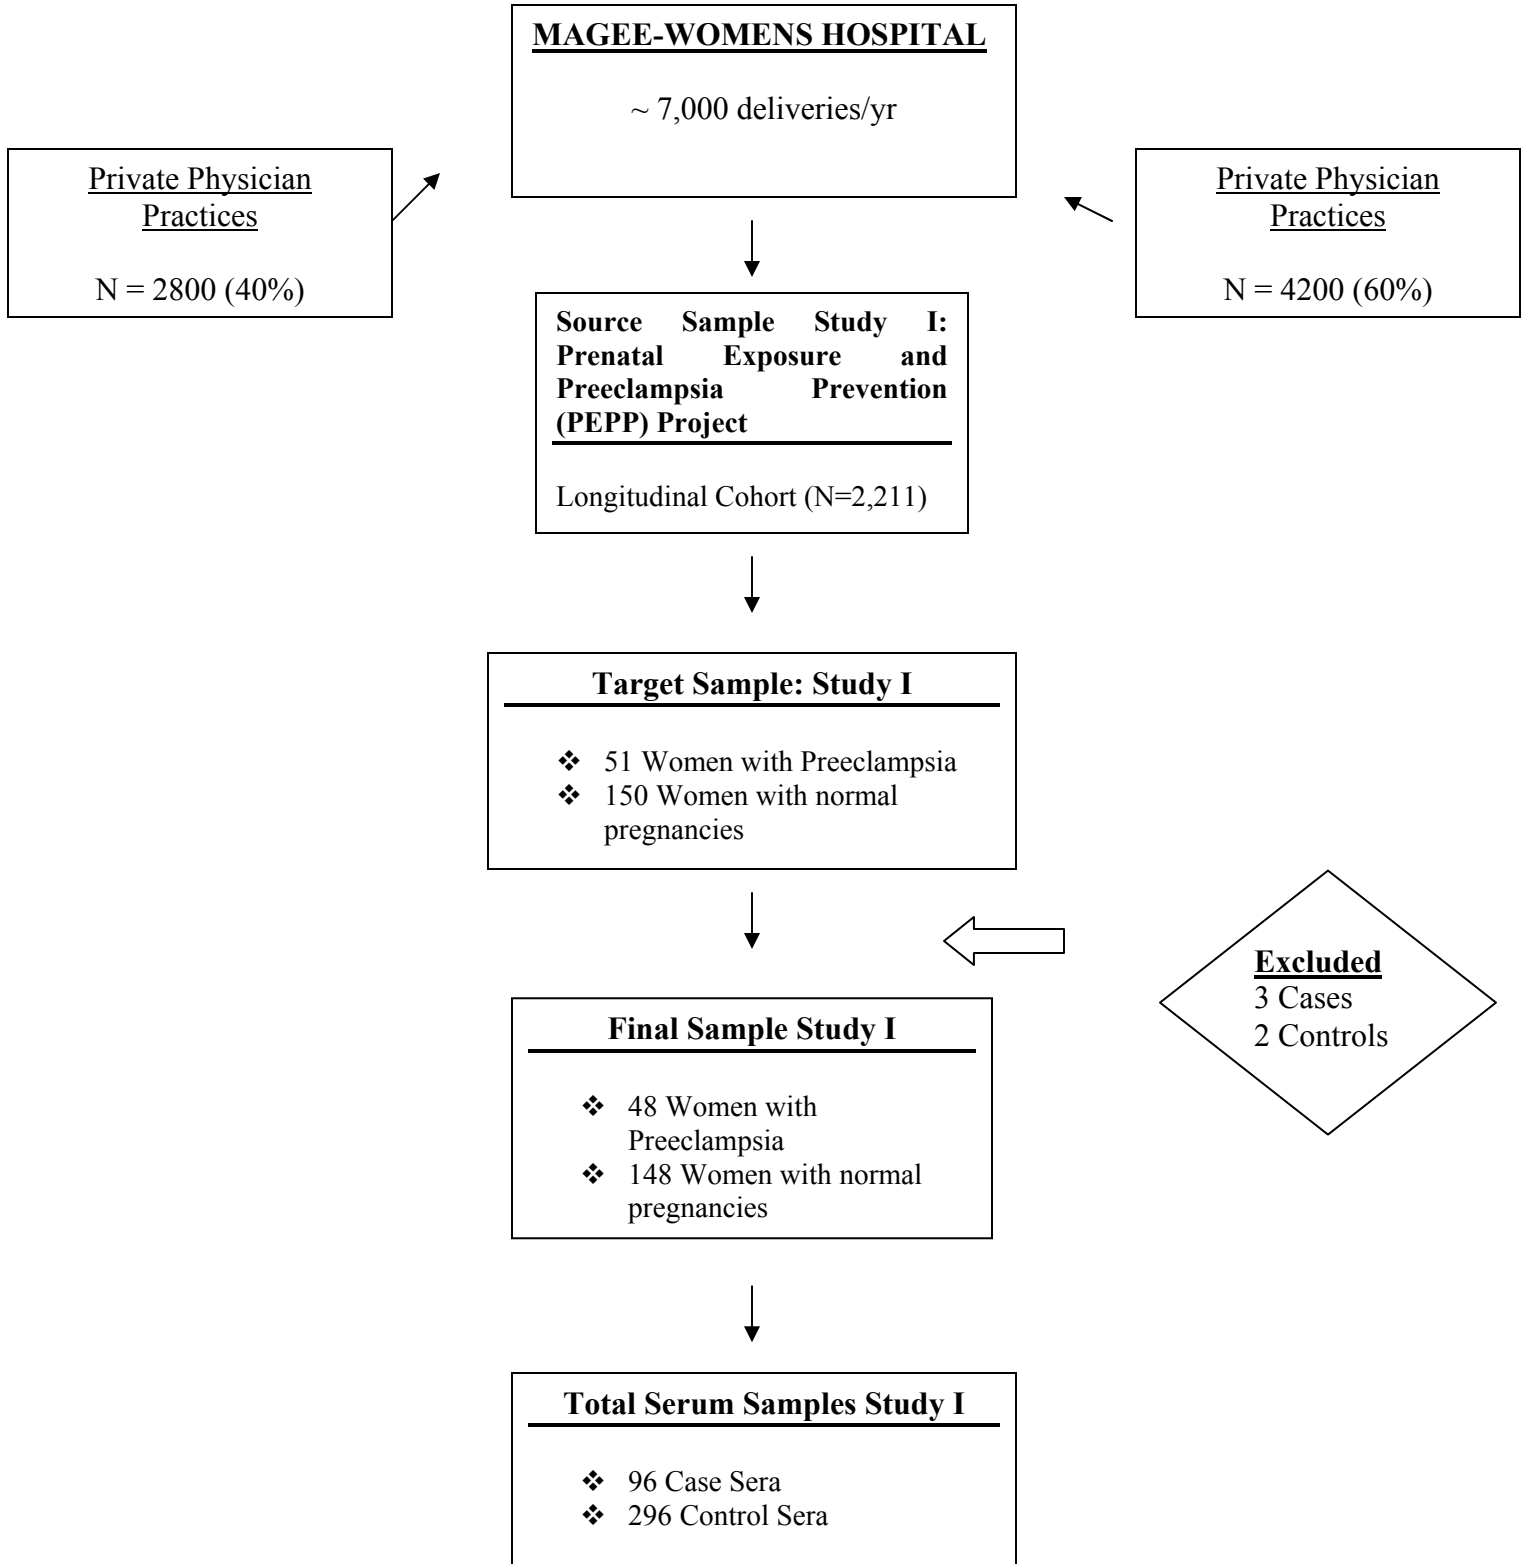 MAGEE-WOMENS HOSPITAL
~ 7,000 deliveries/yr
Private Physician
Practices
N = 2800 (40%)
Private Physician
Practices
N = 4200 (60%)
Source Sample Study I:
Prenatal Exposure and
Preeclampsia Prevention
(PEPP) Project
Longitudinal Cohort (N=2,211)
Target Sample: Study I
❖ 51 Women with Preeclampsia
❖ 150 Women with normal
pregnancies
Excluded
3 Cases
2 Controls
Final Sample Study I
❖ 48 Women with
Preeclampsia
❖ 148 Women with normal
pregnancies
Total Serum Samples Study I
❖ 96 Case Sera
❖ 296 Control Sera